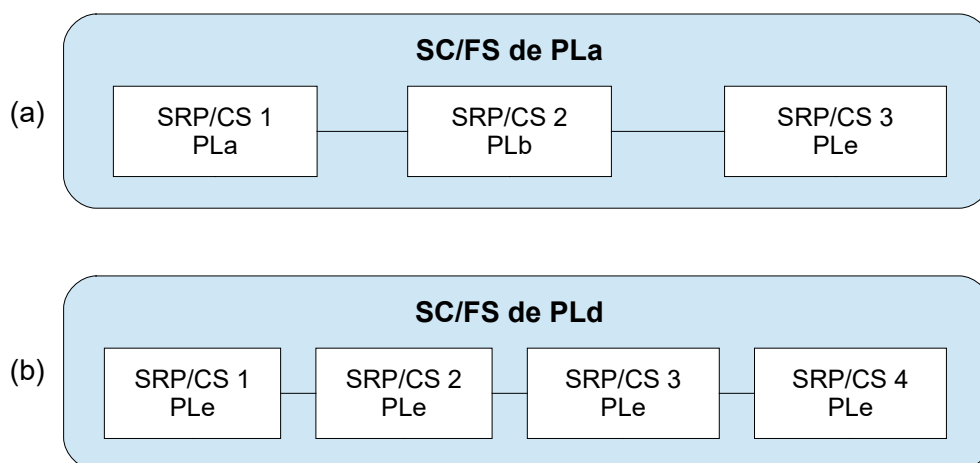 SC/FS de PLa
(a)
SRP/CS 1
PLa
SRP/CS 2
PLb
SRP/CS 3
PLe
SC/FS de PLd
(b)
SRP/CS 1
PLe
SRP/CS 2
PLe
SRP/CS 3
PLe
SRP/CS 4
PLe